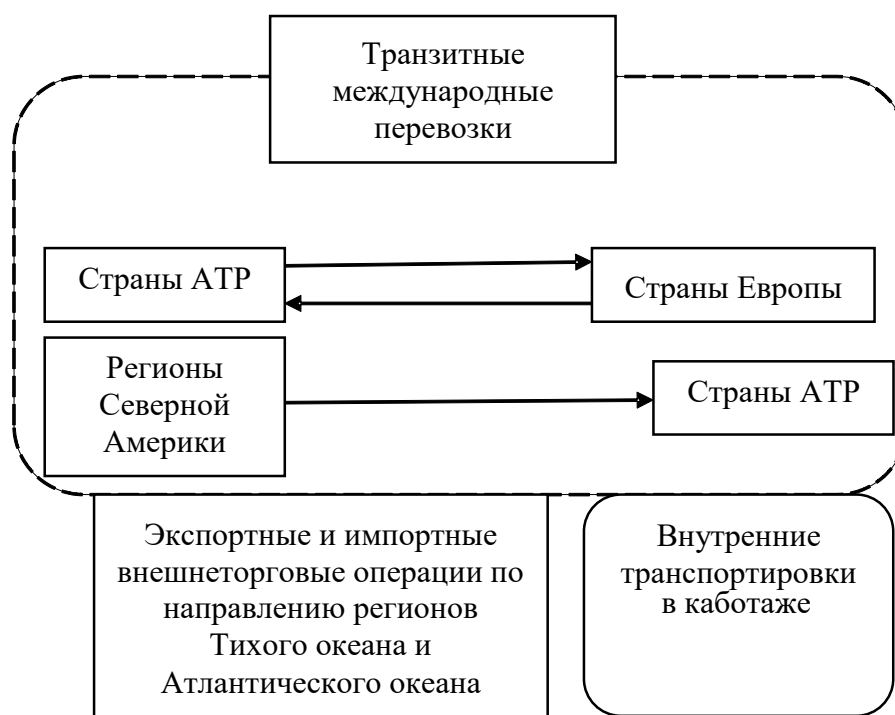 Транзитные
международные
перевозки
Страны АТР
Страны Европы
Регионы
Северной
Америки
Страны АТР
Экспортные и импортные
внешнеторговые операции по
направлению регионов
Тихого океана и
Атлантического океана
Внутренние
транспортировки
в каботаже